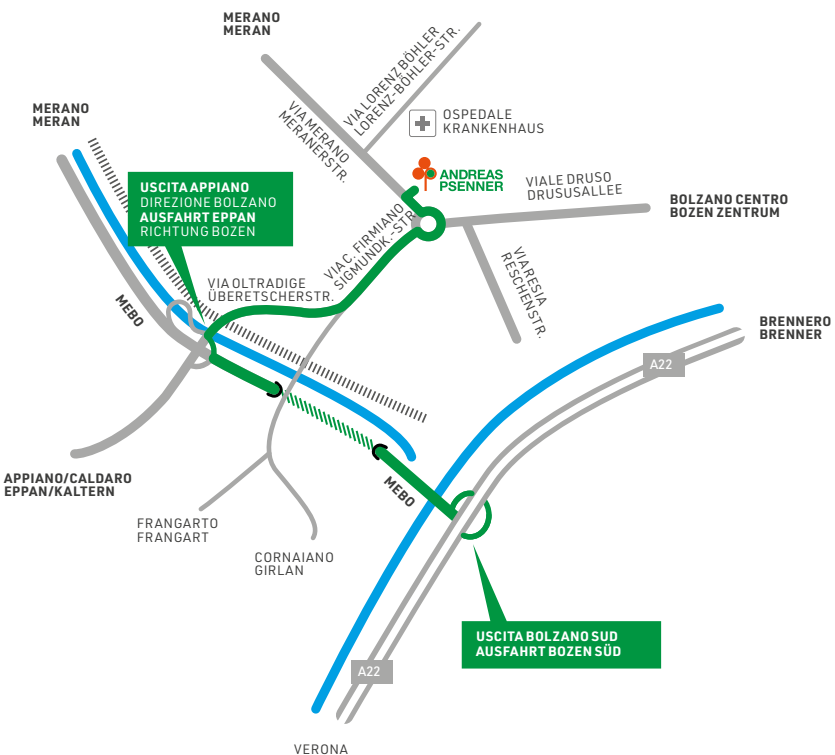 MERANO
MERAN
VIA LORENZ BÖHLER
LORENZ-BÖHLER-STR.
MERANO
MERAN
VIA MERANO
MERANERSTR.
OSPEDALE
KRANKENHAUS
ANDREAS
PSENNER
USCITA APPIANO
DIREZIONE BOLZANO
AUSFAHRT EPPAN
RICHTUNG BOZEN
VIALE DRUSO
DRUSUSALLEE
BOLZANO CENTRO
BOZEN ZENTRUM
VIA C. FIRMIANO
SIGMUNDK.-STR.
VIA RESIA
RESCHENSTR.
VIA OLTRADIGE
ÜBERETSCHERSTR.
MEBO
BRENNERO
BRENNER
A22
APPIANO/CALDARO
EPPAN/KALTERN
MEBO
FRANGARTO
FRANGART
CORNAIANO
GIRLAN
USCITA BOLZANO SUD
AUSFAHRT BOZEN SÜD
A22
VERONA